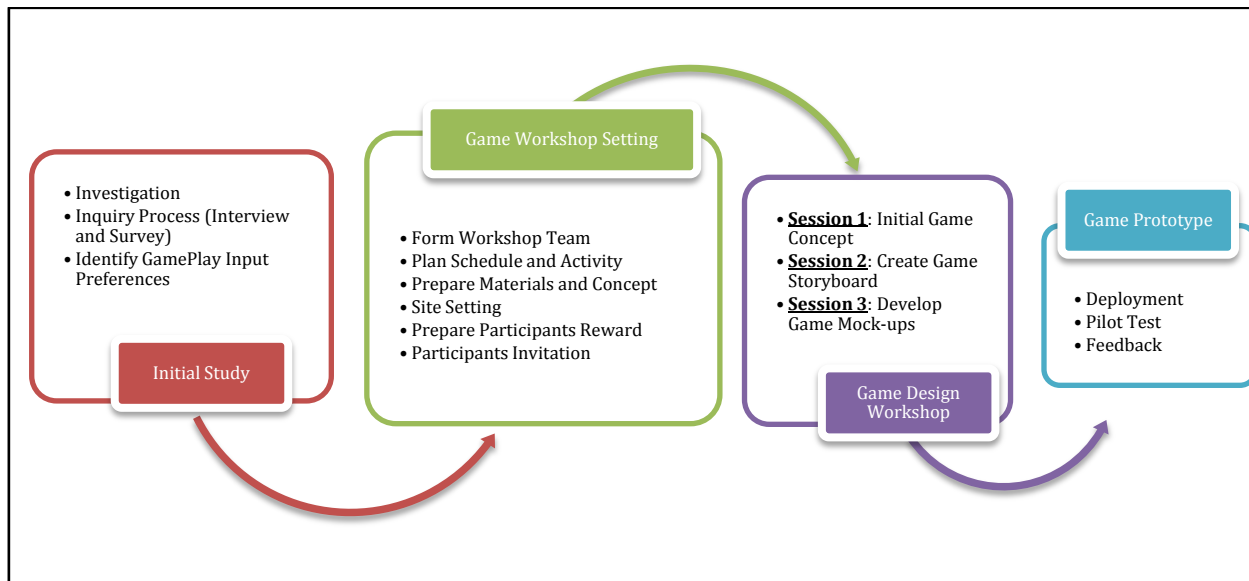 • Investigation
• Inquiry Process (Interview
and Survey)
• Identify GamePlay Input
Preferences
Initial Study
Game Workshop Setting
• Form Workshop Team
• Plan Schedule and Activity
• Prepare Materials and Concept
• Site Setting
• Prepare Participants Reward
• Participants Invitation
• Session 1: Initial Game
Concept
• Session 2: Create Game
Storyboard
• Session 3: Develop
Game Mock-ups
Game Design
Workshop
Game Prototype
• Deployment
• Pilot Test
• Feedback